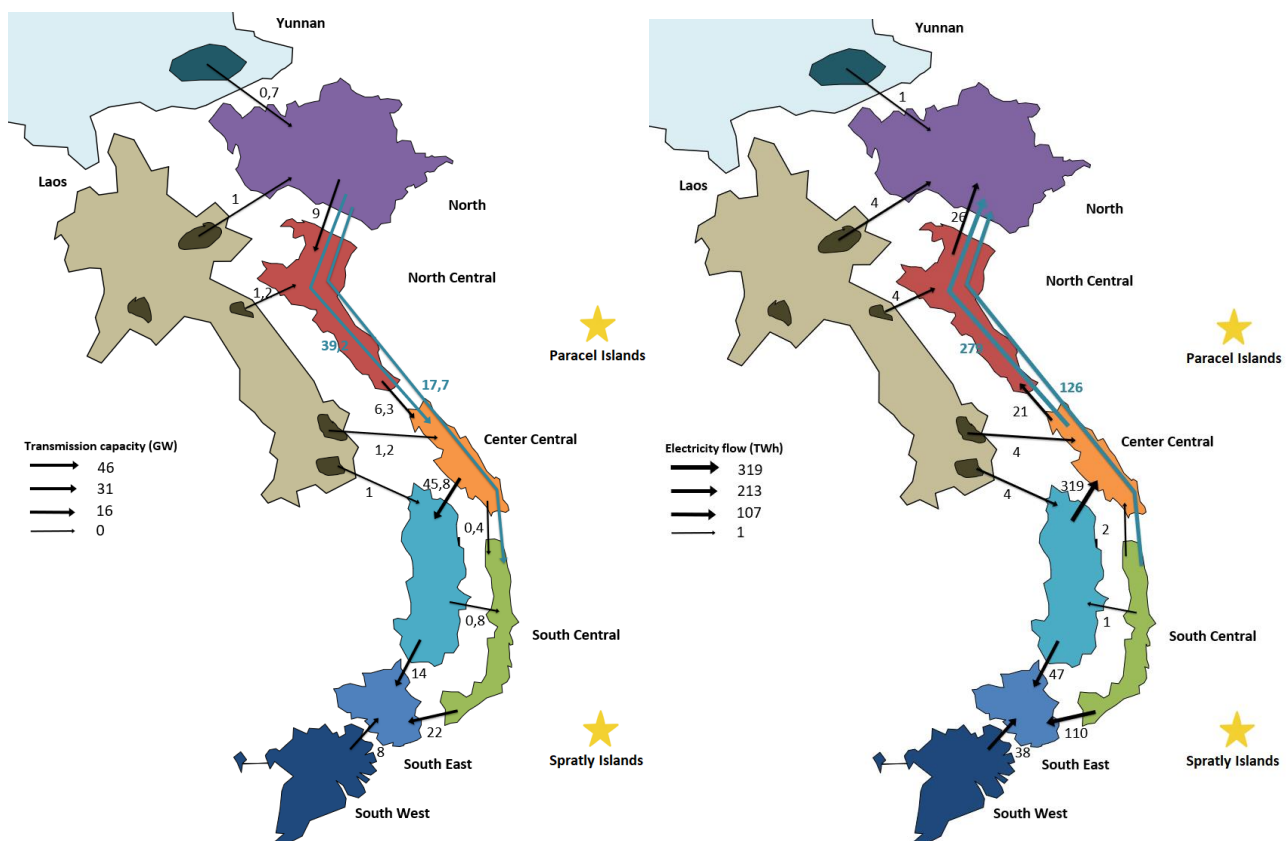 Yunnan
0,7
Laos
1
North
9
North Central
1,2
39,2
Paracel Islands
17,7
6,3
Center Central
Transmission capacity (GW)
46
31
16
0
1,2
45,8
1
0,4
0,8
South Central
14
22
8
Spratly Islands
South East
South West
Yunnan
1
Laos
4
North
26
North Central
4
Paracel Islands
126
21
Center Central
Electricity flow (TWh)
319
213
107
1
4
319
4
2
1
South Central
47
110
38
Spratly Islands
South East
South West